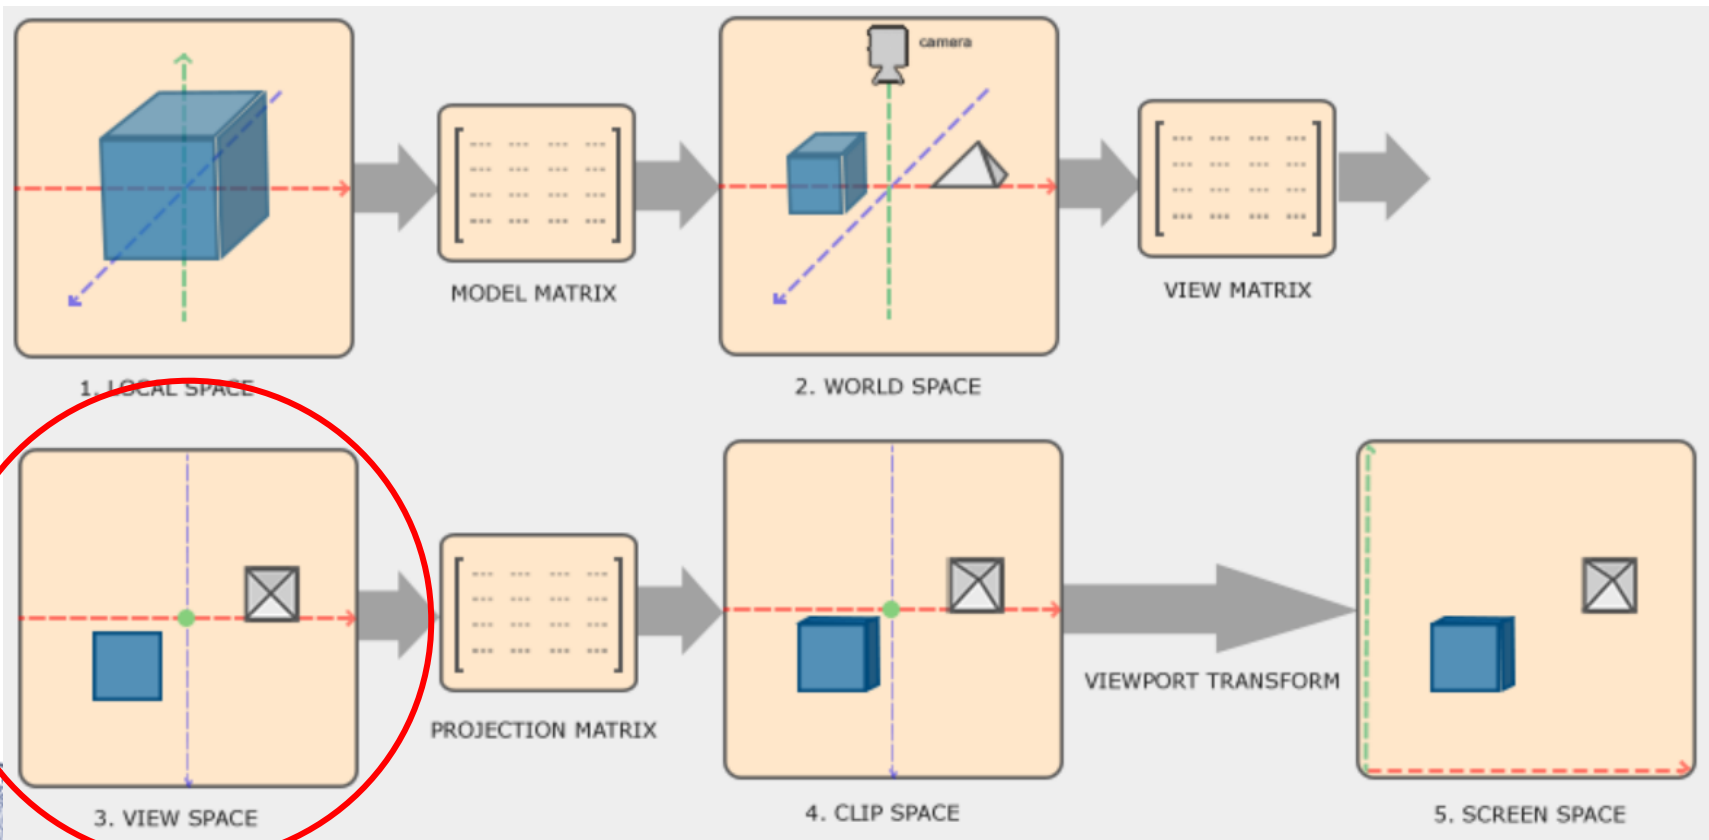 camera
MODEL MATRIX
VIEW MATRIX
1. LOCAL SPACE
2. WORLD SPACE
PROJECTION MATRIX
VIEWPORT TRANSFORM
3. VIEW SPACE
4. CLIP SPACE
5. SCREEN SPACE